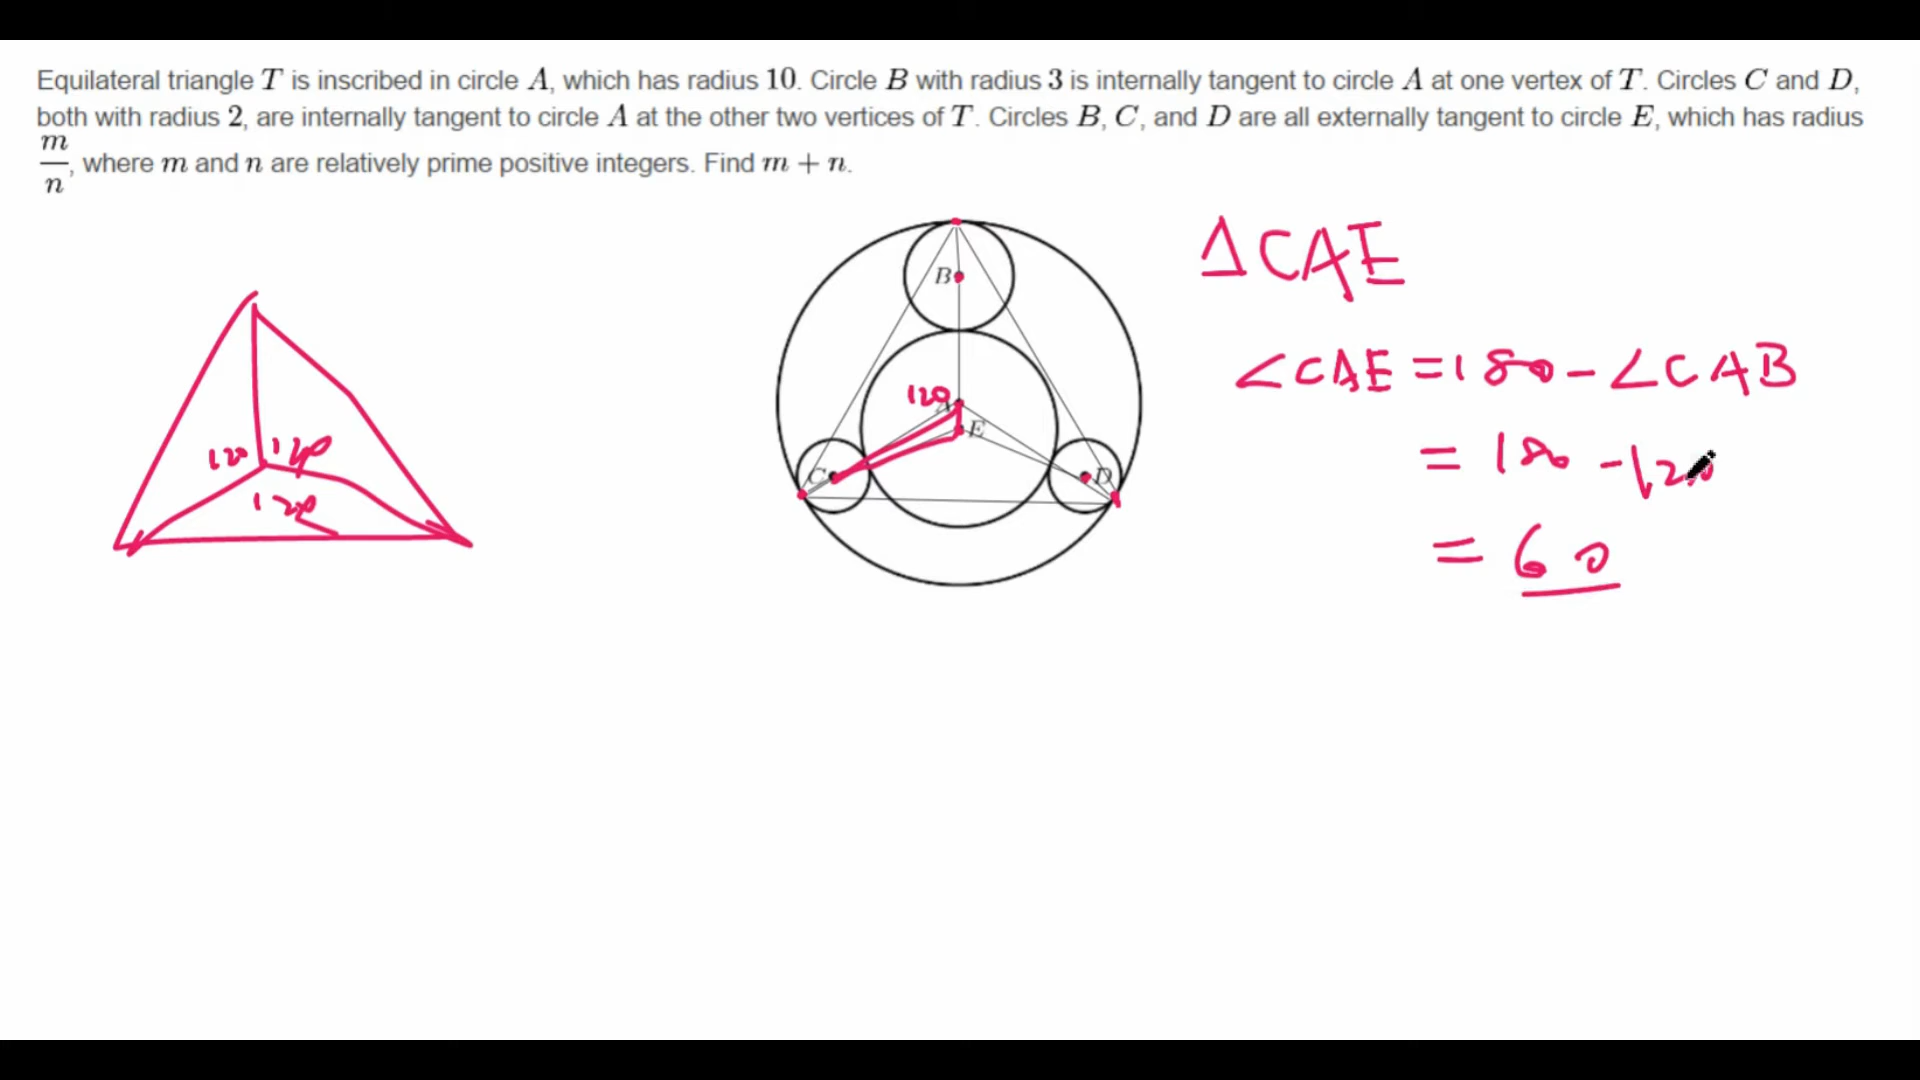 Equilateral triangle T is inscribed in circle A, which has radius 10. Circle B with radius 3 is internally tangent to circle A at one vertex of T. Circles C and D,
both with radius 2, are internally tangent to circle A at the other two vertices of T. Circles B, C, and D are all externally tangent to circle E, which has radius
m/n, where m and n are relatively prime positive integers. Find m + n.
120 120
120
B
120 A
E
C
D
ΔCAE
∠CAE = 180 - ∠CAB
= 180 - 120
= 60